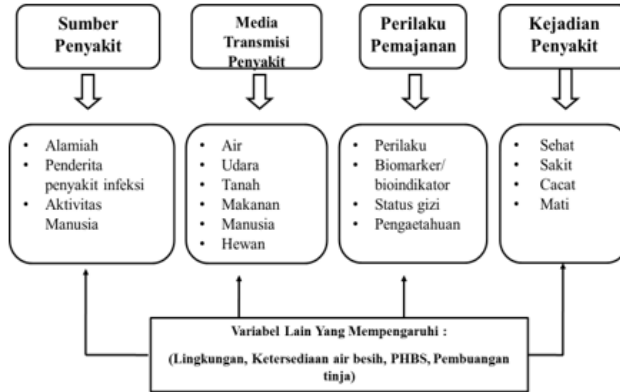 Sumber
Penyakit
Media
Transmisi
Penyakit
Perilaku
Pemajanan
Kejadian
Penyakit
• Alamiah
• Penderita
penyakit infeksi
• Aktivitas
Manusia
• Air
• Udara
• Tanah
• Makanan
• Manusia
• Hewan
• Perilaku
• Biomarker/
bioindikator
• Status gizi
• Pengaetahuan
• Sehat
• Sakit
• Cacat
• Mati
Variabel Lain Yang Mempengaruhi :
(Lingkungan, Ketersediaan air besih, PHBS, Pembuangan
tinja)